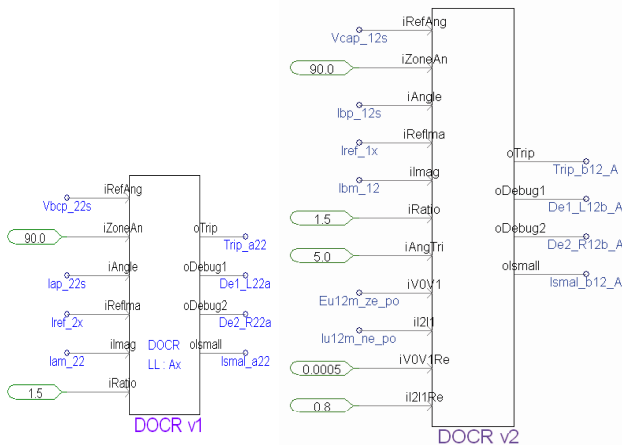 iRefAng
Vbcp_22s
iZoneAn
90.0
iAngle
Iap_22s
iRefIma
Iref_2x
iImag
Iam_22
iRatio
1.5
oTrip
Trip_a22
oDebug1
De1_L22a
oDebug2
De2_R22a
oIsmall
Ismal_a22
DOCR
LL : Ax
DOCR v1
iRefAng
Vcap_12s
iZoneAn
90.0
iAngle
Ibp_12s
iRefIma
Iref_1x
iImag
Ibm_12
iRatio
1.5
iAngTri
5.0
iV0V1
Eu12m_ze_po
iI2I1
Iu12m_ne_po
iV0V1Re
0.0005
iI2I1Re
0.8
oTrip
Trip_b12_A
oDebug1
De1_L12b_A
oDebug2
De2_R12b_A
oIsmall
Ismal_b12_A
DOCR v2